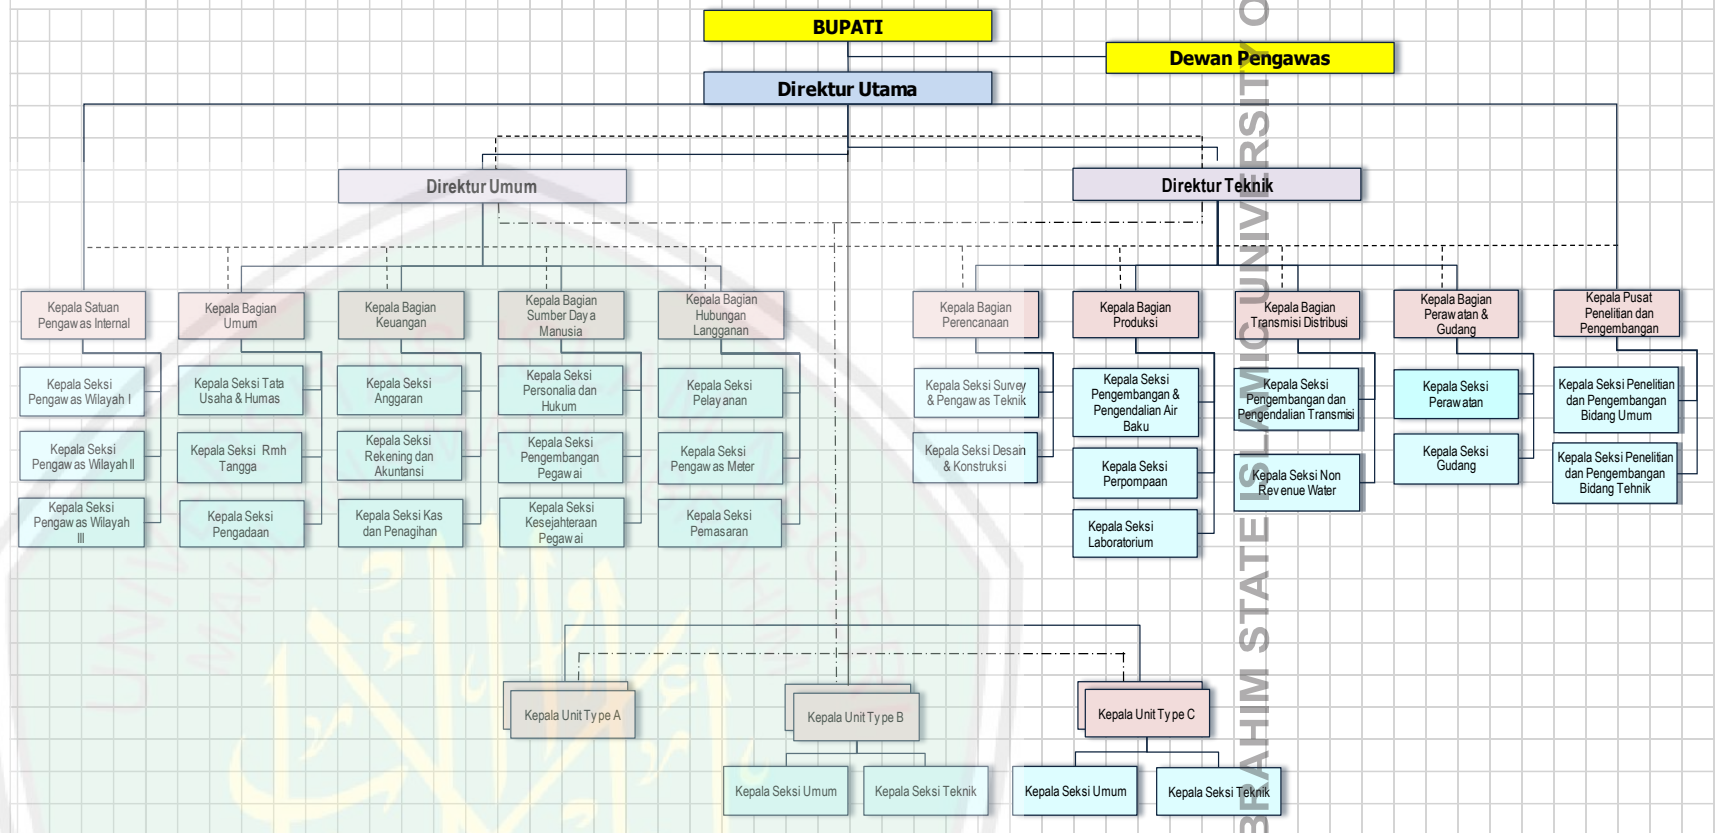 BUPATI
Dewan Pengawas
Direktur Utama
Direktur Umum
Direktur Teknik
Kepala Satuan
Pengawas Internal
Kepala Bagian
Umum
Kepala Bagian
Keuangan
Kepala Bagian
Sumber Daya
Manusia
Kepala Bagian
Hubungan
Langganan
Kepala Bagian
Perencanaan
Kepala Bagian
Produksi
Kepala Bagian
Transmisi Distribusi
Kepala Bagian
Perawatan &
Gudang
Kepala Pusat
Penelitian dan
Pengembangan
Kepala Seksi
Pengawas Wilayah I
Kepala Seksi Tata
Usaha & Humas
Kepala Seksi
Anggaran
Kepala Seksi
Personalia dan
Hukum
Kepala Seksi
Pelayanan
Kepala Seksi Survey
& Pengawas Teknik
Kepala Seksi
Pengembangan &
Pengendalian Air
Baku
Kepala Seksi
Pengembangan dan
Pengendalian Transmisi
Kepala Seksi
Perawatan
Kepala Seksi Penelitian
dan Pengembangan
Bidang Umum
Kepala Seksi
Pengawas Wilayah II
Kepala Seksi Rmh
Tangga
Kepala Seksi
Rekening dan
Akuntansi
Kepala Seksi
Pengembangan
Pegawai
Kepala Seksi
Pengawas Meter
Kepala Seksi Desain
& Konstruksi
Kepala Seksi
Perpompaan
Kepala Seksi Non
Revenue Water
Kepala Seksi
Gudang
Kepala Seksi Penelitian
dan Pengembangan
Bidang Tehnik
Kepala Seksi
Pengawas Wilayah
III
Kepala Seksi
Pengadaan
Kepala Seksi Kas
dan Penagihan
Kepala Seksi
Kesejahteraan
Pegawai
Kepala Seksi
Pemasaran
Kepala Seksi
Laboratorium
Kepala Unit Type A
Kepala Unit Type B
Kepala Unit Type C
Kepala Seksi Umum
Kepala Seksi Teknik
Kepala Seksi Umum
Kepala Seksi Teknik
BRAHIM STATE ISLAMIC UNIVERSITY O